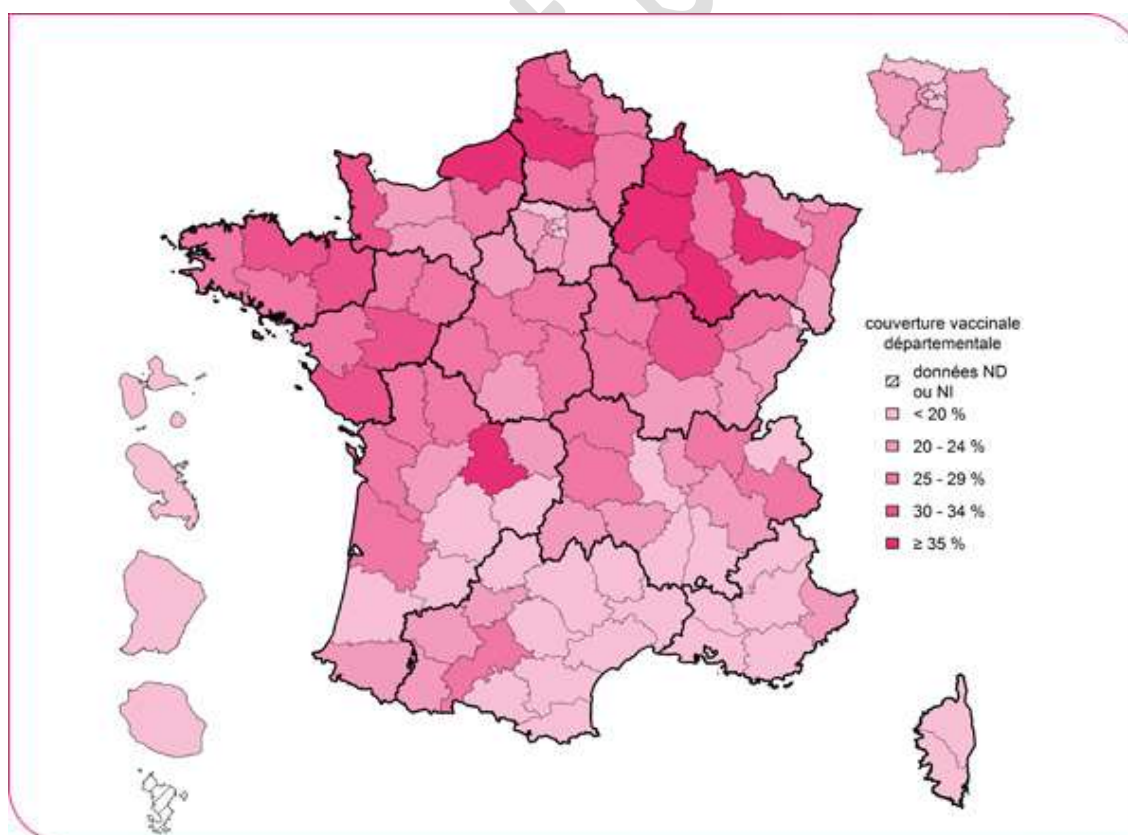 couverture vaccinale
départementale
données ND
ou NI
< 20 %
20 - 24 %
25 - 29 %
30 - 34 %
≥ 35 %